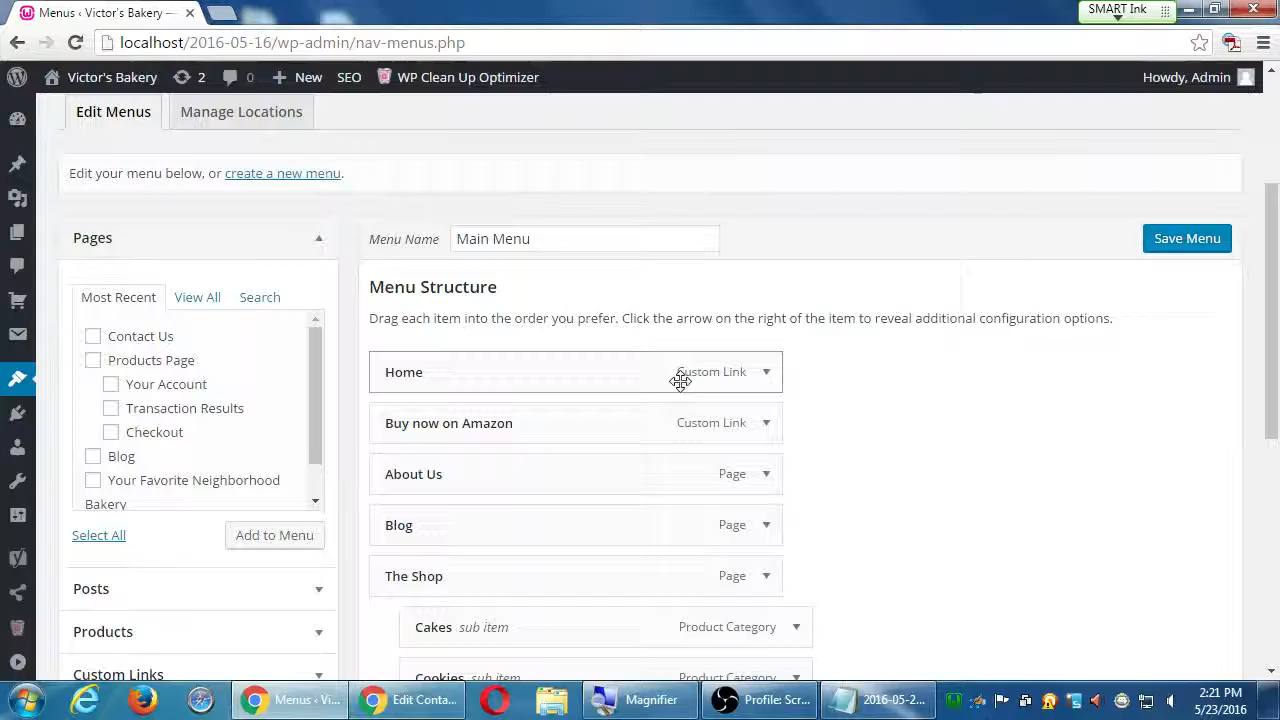 Menus ‹ Victor's Bakery —
SMART Ink
localhost/2016-05-16/wp-admin/nav-menus.php
Victor's Bakery 2 0 New SEO WP Clean Up Optimizer Howdy, Admin
Edit Menus Manage Locations
Edit your menu below, or create a new menu.
Pages
Menu Name Main Menu Save Menu
Menu Structure
Drag each item into the order you prefer. Click the arrow on the right of the item to reveal additional configuration options.
Most Recent View All Search
Contact Us
Products Page
Your Account
Transaction Results
Checkout
Blog
Your Favorite Neighborhood
Bakery
Select All Add to Menu
Posts
Products
Custom Links
Home Custom Link
Buy now on Amazon Custom Link
About Us Page
Blog Page
The Shop Page
Cakes sub item Product Category
Cookies sub item Product Category
Menus ‹ Vi... Edit Conta... Magnifier Profile: Scr... 2016-05-2...
2:21 PM
5/23/2016